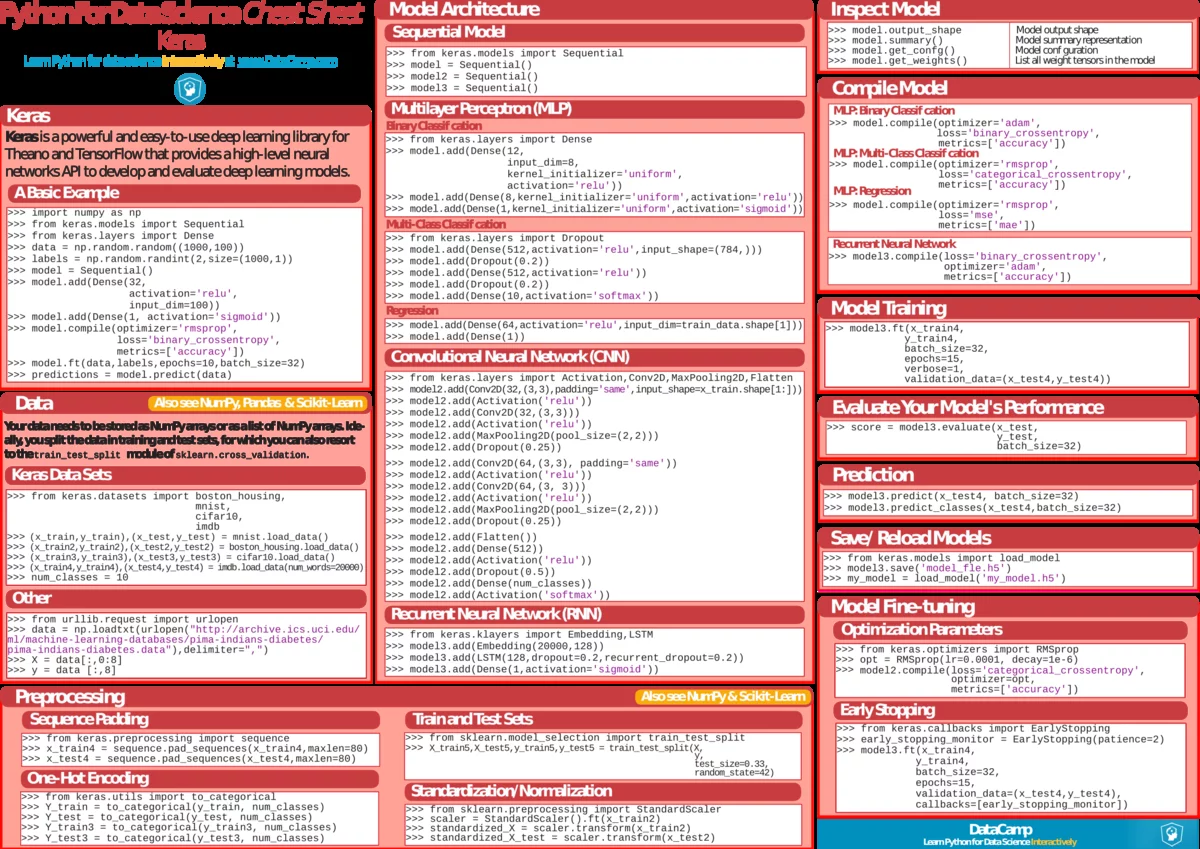 Python For Data Science Cheat Sheet
Keras
Learn Python for data science Interactively at www.DataCamp.com
Keras
Keras is a powerful and easy-to-use deep learning library for
Theano and TensorFlow that provides a high-level neural
networks API to develop and evaluate deep learning models.
A Basic Example
>>> import numpy as np
>>> from keras.models import Sequential
>>> from keras.layers import Dense
>>> data = np.random.random((1000,100))
>>> labels = np.random.randint(2,size=(1000,1))
>>> model = Sequential()
>>> model.add(Dense(32,
activation='relu',
input_dim=100))
>>> model.add(Dense(1, activation='sigmoid'))
>>> model.compile(optimizer='rmsprop',
loss='binary_crossentropy',
metrics=['accuracy'])
>>> model.ft(data,labels,epochs=10,batch_size=32)
>>> predictions = model.predict(data)
Data
Also see NumPy, Pandas & Scikit-Learn
Your data needs to be stored as NumPy arrays or as a list of NumPy arrays. Ide-
ally, you split the data in training and test sets, for which you can also resort
to the train_test_split module of sklearn.cross_validation.
Keras Data Sets
>>> from keras.datasets import boston_housing,
mnist,
cifar10,
imdb
>>> (x_train,y_train),(x_test,y_test) = mnist.load_data()
>>> (x_train2,y_train2),(x_test2,y_test2) = boston_housing.load_data()
>>> (x_train3,y_train3),(x_test3,y_test3) = cifar10.load_data()
>>> (x_train4,y_train4),(x_test4,y_test4) = imdb.load_data(num_words=20000)
>>> num_classes = 10
Other
>>> from urllib.request import urlopen
>>> data = np.loadtxt(urlopen("http://archive.ics.uci.edu/
ml/machine-learning-databases/pima-indians-diabetes/
pima-indians-diabetes.data"),delimiter=",")
>>> X = data[:,0:8]
>>> y = data [:,8]
Model Architecture
Sequential Model
>>> from keras.models import Sequential
>>> model = Sequential()
>>> model2 = Sequential()
>>> model3 = Sequential()
Multilayer Perceptron (MLP)
Binary Classif cation
>>> from keras.layers import Dense
>>> model.add(Dense(12,
input_dim=8,
kernel_initializer='uniform',
activation='relu'))
>>> model.add(Dense(8,kernel_initializer='uniform',activation='relu'))
>>> model.add(Dense(1,kernel_initializer='uniform',activation='sigmoid'))
Multi-Class Classif cation
>>> from keras.layers import Dropout
>>> model.add(Dense(512,activation='relu',input_shape=(784,)))
>>> model.add(Dropout(0.2))
>>> model.add(Dense(512,activation='relu'))
>>> model.add(Dropout(0.2))
>>> model.add(Dense(10,activation='softmax'))
Regression
>>> model.add(Dense(64,activation='relu',input_dim=train_data.shape[1]))
>>> model.add(Dense(1))
Convolutional Neural Network (CNN)
>>> from keras.layers import Activation,Conv2D,MaxPooling2D,Flatten
>>> model2.add(Conv2D(32,(3,3),padding='same',input_shape=x_train.shape[1:]))
>>> model2.add(Activation('relu'))
>>> model2.add(Conv2D(32,(3,3)))
>>> model2.add(Activation('relu'))
>>> model2.add(MaxPooling2D(pool_size=(2,2)))
>>> model2.add(Dropout(0.25))
>>> model2.add(Conv2D(64,(3,3), padding='same'))
>>> model2.add(Activation('relu'))
>>> model2.add(Conv2D(64,(3, 3)))
>>> model2.add(Activation('relu'))
>>> model2.add(MaxPooling2D(pool_size=(2,2)))
>>> model2.add(Dropout(0.25))
>>> model2.add(Flatten())
>>> model2.add(Dense(512))
>>> model2.add(Activation('relu'))
>>> model2.add(Dropout(0.5))
>>> model2.add(Dense(num_classes))
>>> model2.add(Activation('softmax'))
Recurrent Neural Network (RNN)
>>> from keras.klayers import Embedding,LSTM
>>> model3.add(Embedding(20000,128))
>>> model3.add(LSTM(128,dropout=0.2,recurrent_dropout=0.2))
>>> model3.add(Dense(1,activation='sigmoid'))
Preprocessing
Also see NumPy & Scikit-Learn
Sequence Padding
>>> from keras.preprocessing import sequence
>>> x_train4 = sequence.pad_sequences(x_train4,maxlen=80)
>>> x_test4 = sequence.pad_sequences(x_test4,maxlen=80)
One-Hot Encoding
>>> from keras.utils import to_categorical
>>> Y_train = to_categorical(y_train, num_classes)
>>> Y_test = to_categorical(y_test, num_classes)
>>> Y_train3 = to_categorical(y_train3, num_classes)
>>> Y_test3 = to_categorical(y_test3, num_classes)
Train and Test Sets
>>> from sklearn.model_selection import train_test_split
>>> X_train5,X_test5,y_train5,y_test5 = train_test_split(X,
y,
test_size=0.33,
random_state=42)
Standardization/Normalization
>>> from sklearn.preprocessing import StandardScaler
>>> scaler = StandardScaler().ft(x_train2)
>>> standardized_X = scaler.transform(x_train2)
>>> standardized_X_test = scaler.transform(x_test2)
Inspect Model
>>> model.output_shape Model output shape
>>> model.summary() Model summary representation
>>> model.get_confg() Model conf guration
>>> model.get_weights() List all weight tensors in the model
Compile Model
MLP: Binary Classif cation
>>> model.compile(optimizer='adam',
loss='binary_crossentropy',
metrics=['accuracy'])
MLP: Multi-Class Classif cation
>>> model.compile(optimizer='rmsprop',
loss='categorical_crossentropy',
metrics=['accuracy'])
MLP: Regression
>>> model.compile(optimizer='rmsprop',
loss='mse',
metrics=['mae'])
Recurrent Neural Network
>>> model3.compile(loss='binary_crossentropy',
optimizer='adam',
metrics=['accuracy'])
Model Training
>>> model3.ft(x_train4,
y_train4,
batch_size=32,
epochs=15,
verbose=1,
validation_data=(x_test4,y_test4))
Evaluate Your Model's Performance
>>> score = model3.evaluate(x_test,
y_test,
batch_size=32)
Prediction
>>> model3.predict(x_test4, batch_size=32)
>>> model3.predict_classes(x_test4,batch_size=32)
Save/ Reload Models
>>> from keras.models import load_model
>>> model3.save('model_fle.h5')
>>> my_model = load_model('my_model.h5')
Model Fine-tuning
Optimization Parameters
>>> from keras.optimizers import RMSprop
>>> opt = RMSprop(lr=0.0001, decay=1e-6)
>>> model2.compile(loss='categorical_crossentropy',
optimizer=opt,
metrics=['accuracy'])
Early Stopping
>>> from keras.callbacks import EarlyStopping
>>> early_stopping_monitor = EarlyStopping(patience=2)
>>> model3.ft(x_train4,
y_train4,
batch_size=32,
epochs=15,
validation_data=(x_test4,y_test4),
callbacks=[early_stopping_monitor])
DataCamp
Learn Python for Data Science Interactively